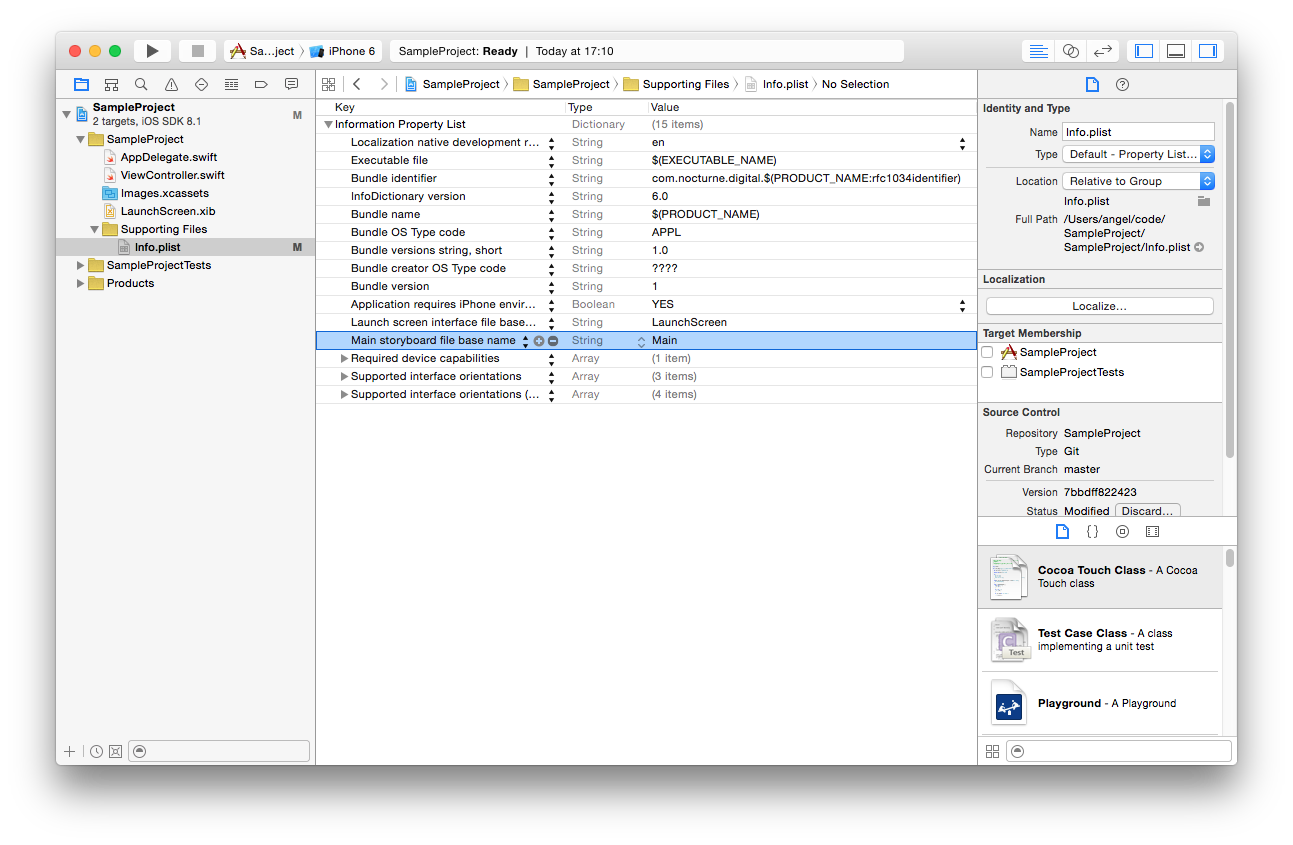 Sa...ject 〉 iPhone 6
SampleProject: Ready | Today at 17:10
SampleProject
2 targets, iOS SDK 8.1
M
SampleProject
AppDelegate.swift
ViewController.swift
Images.xcassets
LaunchScreen.xib
Supporting Files
Info.plist M
SampleProjectTests
Products
SampleProject 〉 SampleProject 〉 Supporting Files 〉 Info.plist 〉 No Selection
Key Type Value
Information Property List Dictionary (15 items)
Localization native development r... String en
Executable file String $(EXECUTABLE_NAME)
Bundle identifier String com.nocturne.digital.$(PRODUCT_NAME:rfc1034identifier)
InfoDictionary version String 6.0
Bundle name String $(PRODUCT_NAME)
Bundle OS Type code String APPL
Bundle versions string, short String 1.0
Bundle creator OS Type code String ????
Bundle version String 1
Application requires iPhone envir... Boolean YES
Launch screen interface file base... String LaunchScreen
Main storyboard file base name String Main
Required device capabilities Array (1 item)
Supported interface orientations Array (3 items)
Supported interface orientations (... Array (4 items)
Identity and Type
Name Info.plist
Type Default - Property List...
Location Relative to Group
Info.plist
Full Path /Users/angel/code/
SampleProject/
SampleProject/Info.plist
Localization
Localize...
Target Membership
SampleProject
SampleProjectTests
Source Control
Repository SampleProject
Type Git
Current Branch master
Version 7bbdff822423
Status Modified Discard...
{}
Cocoa Touch Class - A Cocoa
Touch class
C
Test
Test Case Class - A class
implementing a unit test
Playground - A Playground